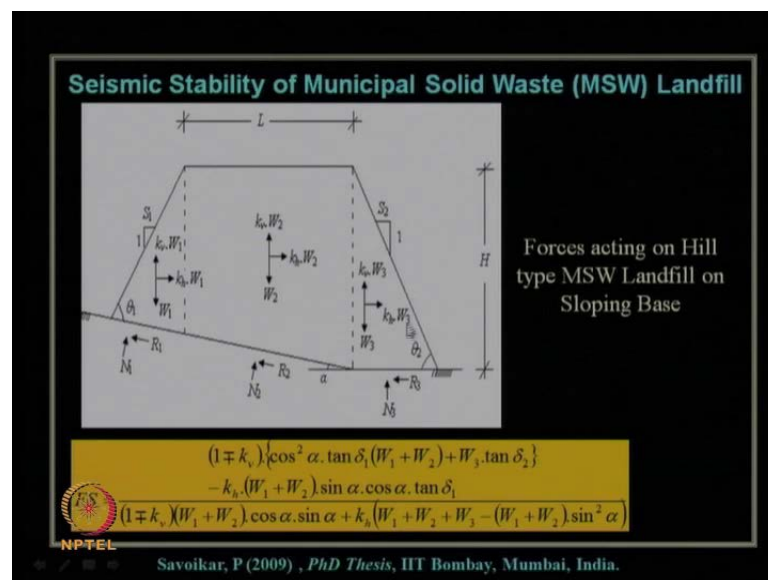 Seismic Stability of Municipal Solid Waste (MSW) Landfill
L
S₁
1
S₂
1
H
kᵥ.W₁
kₕ.W₁
W₁
θ₁
kᵥ.W₂
kₕ.W₂
W₂
kᵥ.W₃
kₕ.W₃
W₃
θ₂
R₁
N₁
R₂
N₂
α
R₃
N₃
Forces acting on Hill
type MSW Landfill on
Sloping Base
(1∓kᵥ).{cos²α.tan δ₁(W₁+W₂)+W₃.tan δ₂}
−kₕ.(W₁+W₂).sin α.cos α.tan δ₁
FS =
(1∓kᵥ)(W₁+W₂).cos α.sin α+kₕ(W₁+W₂+W₃−(W₁+W₂).sin²α)
NPTEL
Savoikar, P (2009) , PhD Thesis, IIT Bombay, Mumbai, India.